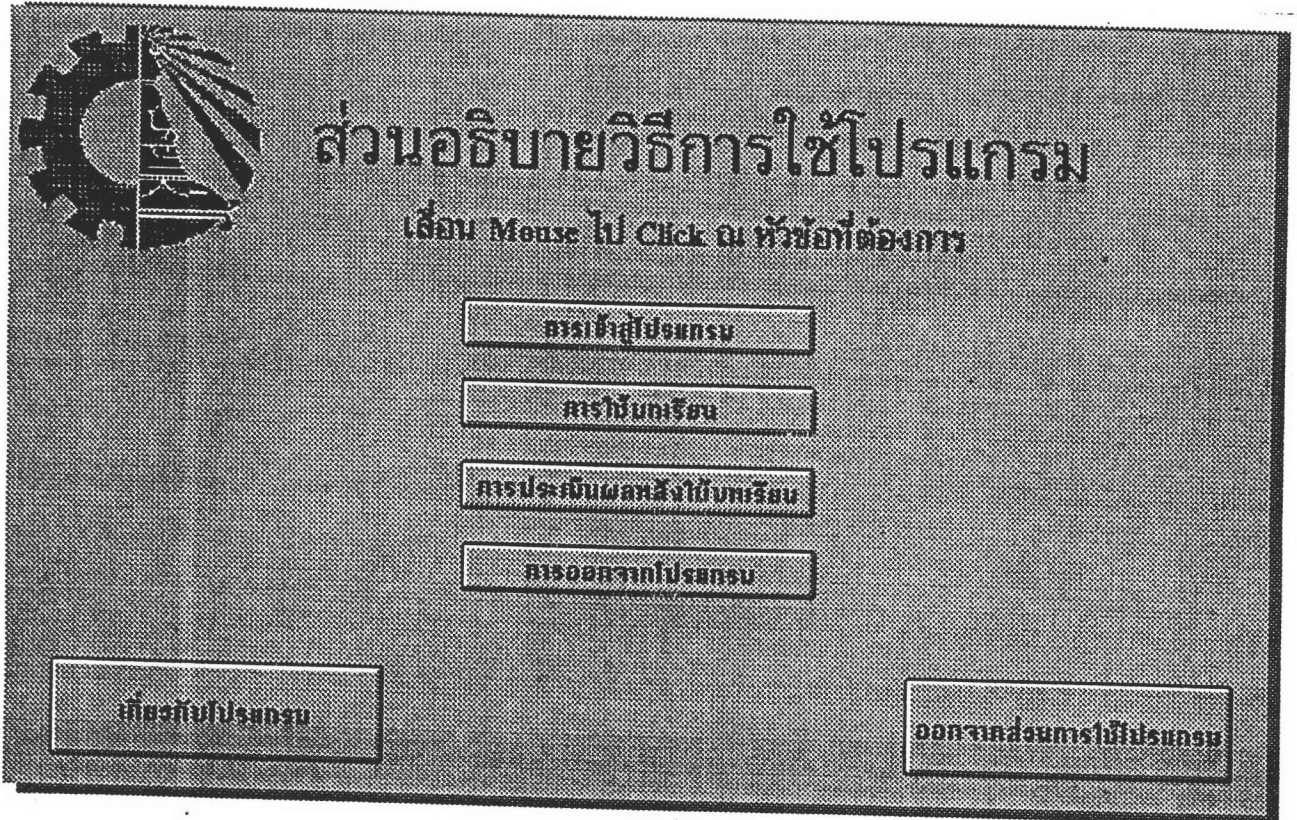 ส่วนอธิบายวิธีการใช้โปรแกรม
เลื่อน Mouse ไป Click ณ หัวข้อที่ต้องการ
การเข้าสู่โปรแกรม
การใช้บทเรียน
การประเมินผลหลังใช้บทเรียน
การออกจากโปรแกรม
เกี่ยวกับโปรแกรม
ออกจากส่วนการใช้โปรแกรม